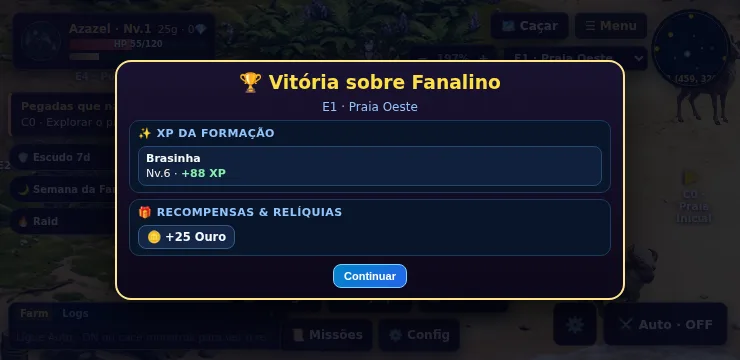 Azazel · Nv.1 25g · 0💎
HP 55/120
🗺️ Caçar
☰ Menu
197% +
E1 · Praia Oeste
🏆 Vitória sobre Fanalino
E1 · Praia Oeste
✨ XP DA FORMAÇÃO
Brasinha
Nv.6 · +88 XP
🎁 RECOMPENSAS & RELÍQUIAS
🪙 +25 Ouro
Continuar
Pegadas que n
C0 · Explorar o p
🛡️ Escudo 7d
🌙 Semana da Fa
🔥 Raid
C0 ·
Praia
Inicial
Farm Logs
📜 Missões
⚙️ Config
⚔️ Auto · OFF